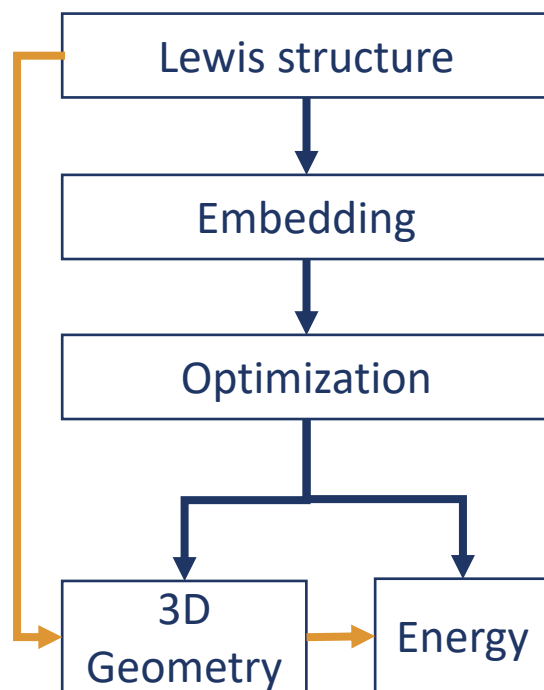 Lewis structure
Embedding
Optimization
3D
Geometry
Energy